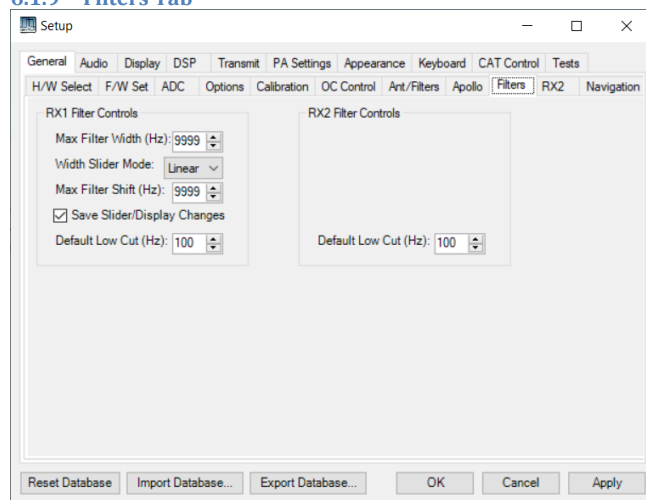 6.1.9 Filters Tab
Setup
General Audio Display DSP Transmit PA Settings Appearance Keyboard CAT Control Tests
H/W Select F/W Set ADC Options Calibration OC Control Ant/Filters Apollo Filters RX2 Navigation
RX1 Filter Controls RX2 Filter Controls
Max Filter Width (Hz): 9999
Width Slider Mode: Linear
Max Filter Shift (Hz): 9999
Save Slider/Display Changes
Default Low Cut (Hz): 100 Default Low Cut (Hz): 100
Reset Database Import Database... Export Database... OK Cancel Apply